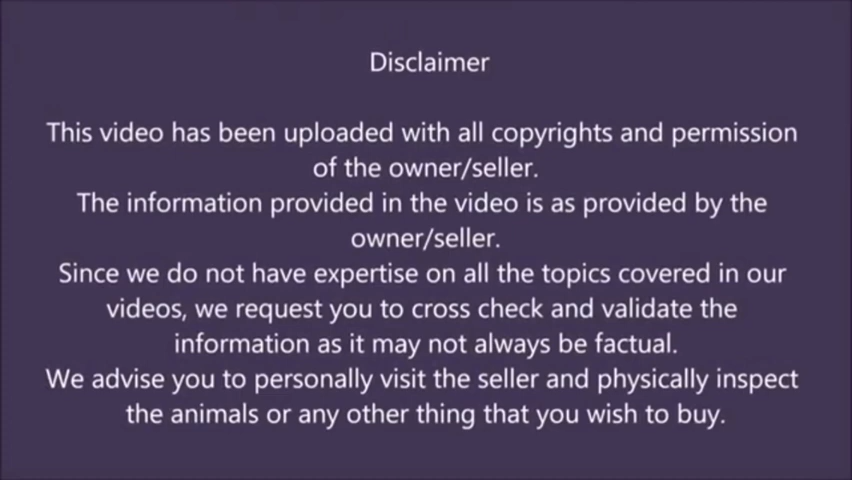 Disclaimer
This video has been uploaded with all copyrights and permission
of the owner/seller.
The information provided in the video is as provided by the
owner/seller.
Since we do not have expertise on all the topics covered in our
videos, we request you to cross check and validate the
information as it may not always be factual.
We advise you to personally visit the seller and physically inspect
the animals or any other thing that you wish to buy.